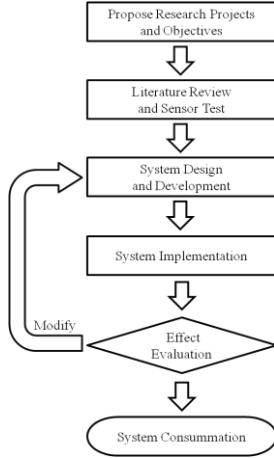 Propose Research Projects
and Objectives
Literature Review
and Sensor Test
System Design
and Development
System Implementation
Modify
Effect
Evaluation
System Consummation